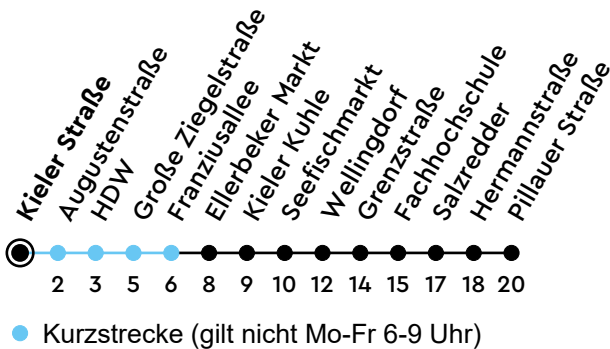 Kieler Straße
Augustenstraße
HDW
Große Ziegelstraße
Franziusallee
Ellerbeker Markt
Kieler Kuhle
Seefischmarkt
Wellingdorf
Grenzstraße
Fachhochschule
Salzredder
Hermannstraße
Pillauer Straße
2 3 5 6 8 9 10 12 14 15 17 18 20
Kurzstrecke (gilt nicht Mo-Fr 6-9 Uhr)